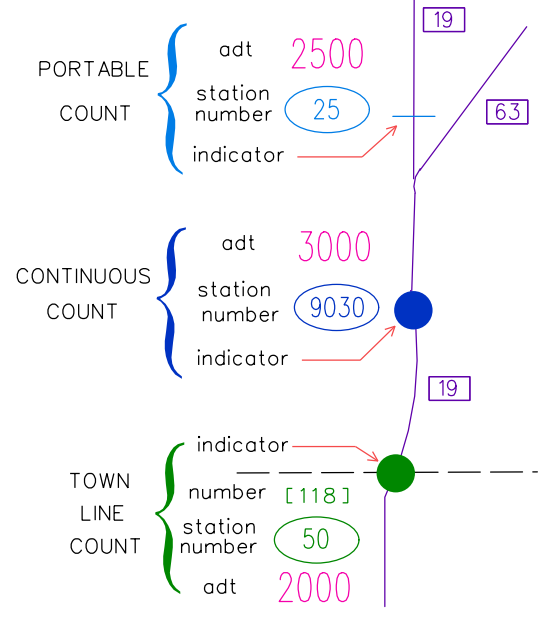 19
adt 2500
PORTABLE
COUNT
station
number 25
63
indicator
adt 3000
CONTINUOUS
COUNT
station
number 9030
indicator
19
indicator
TOWN
LINE
COUNT
number [118]
station
number 50
adt 2000